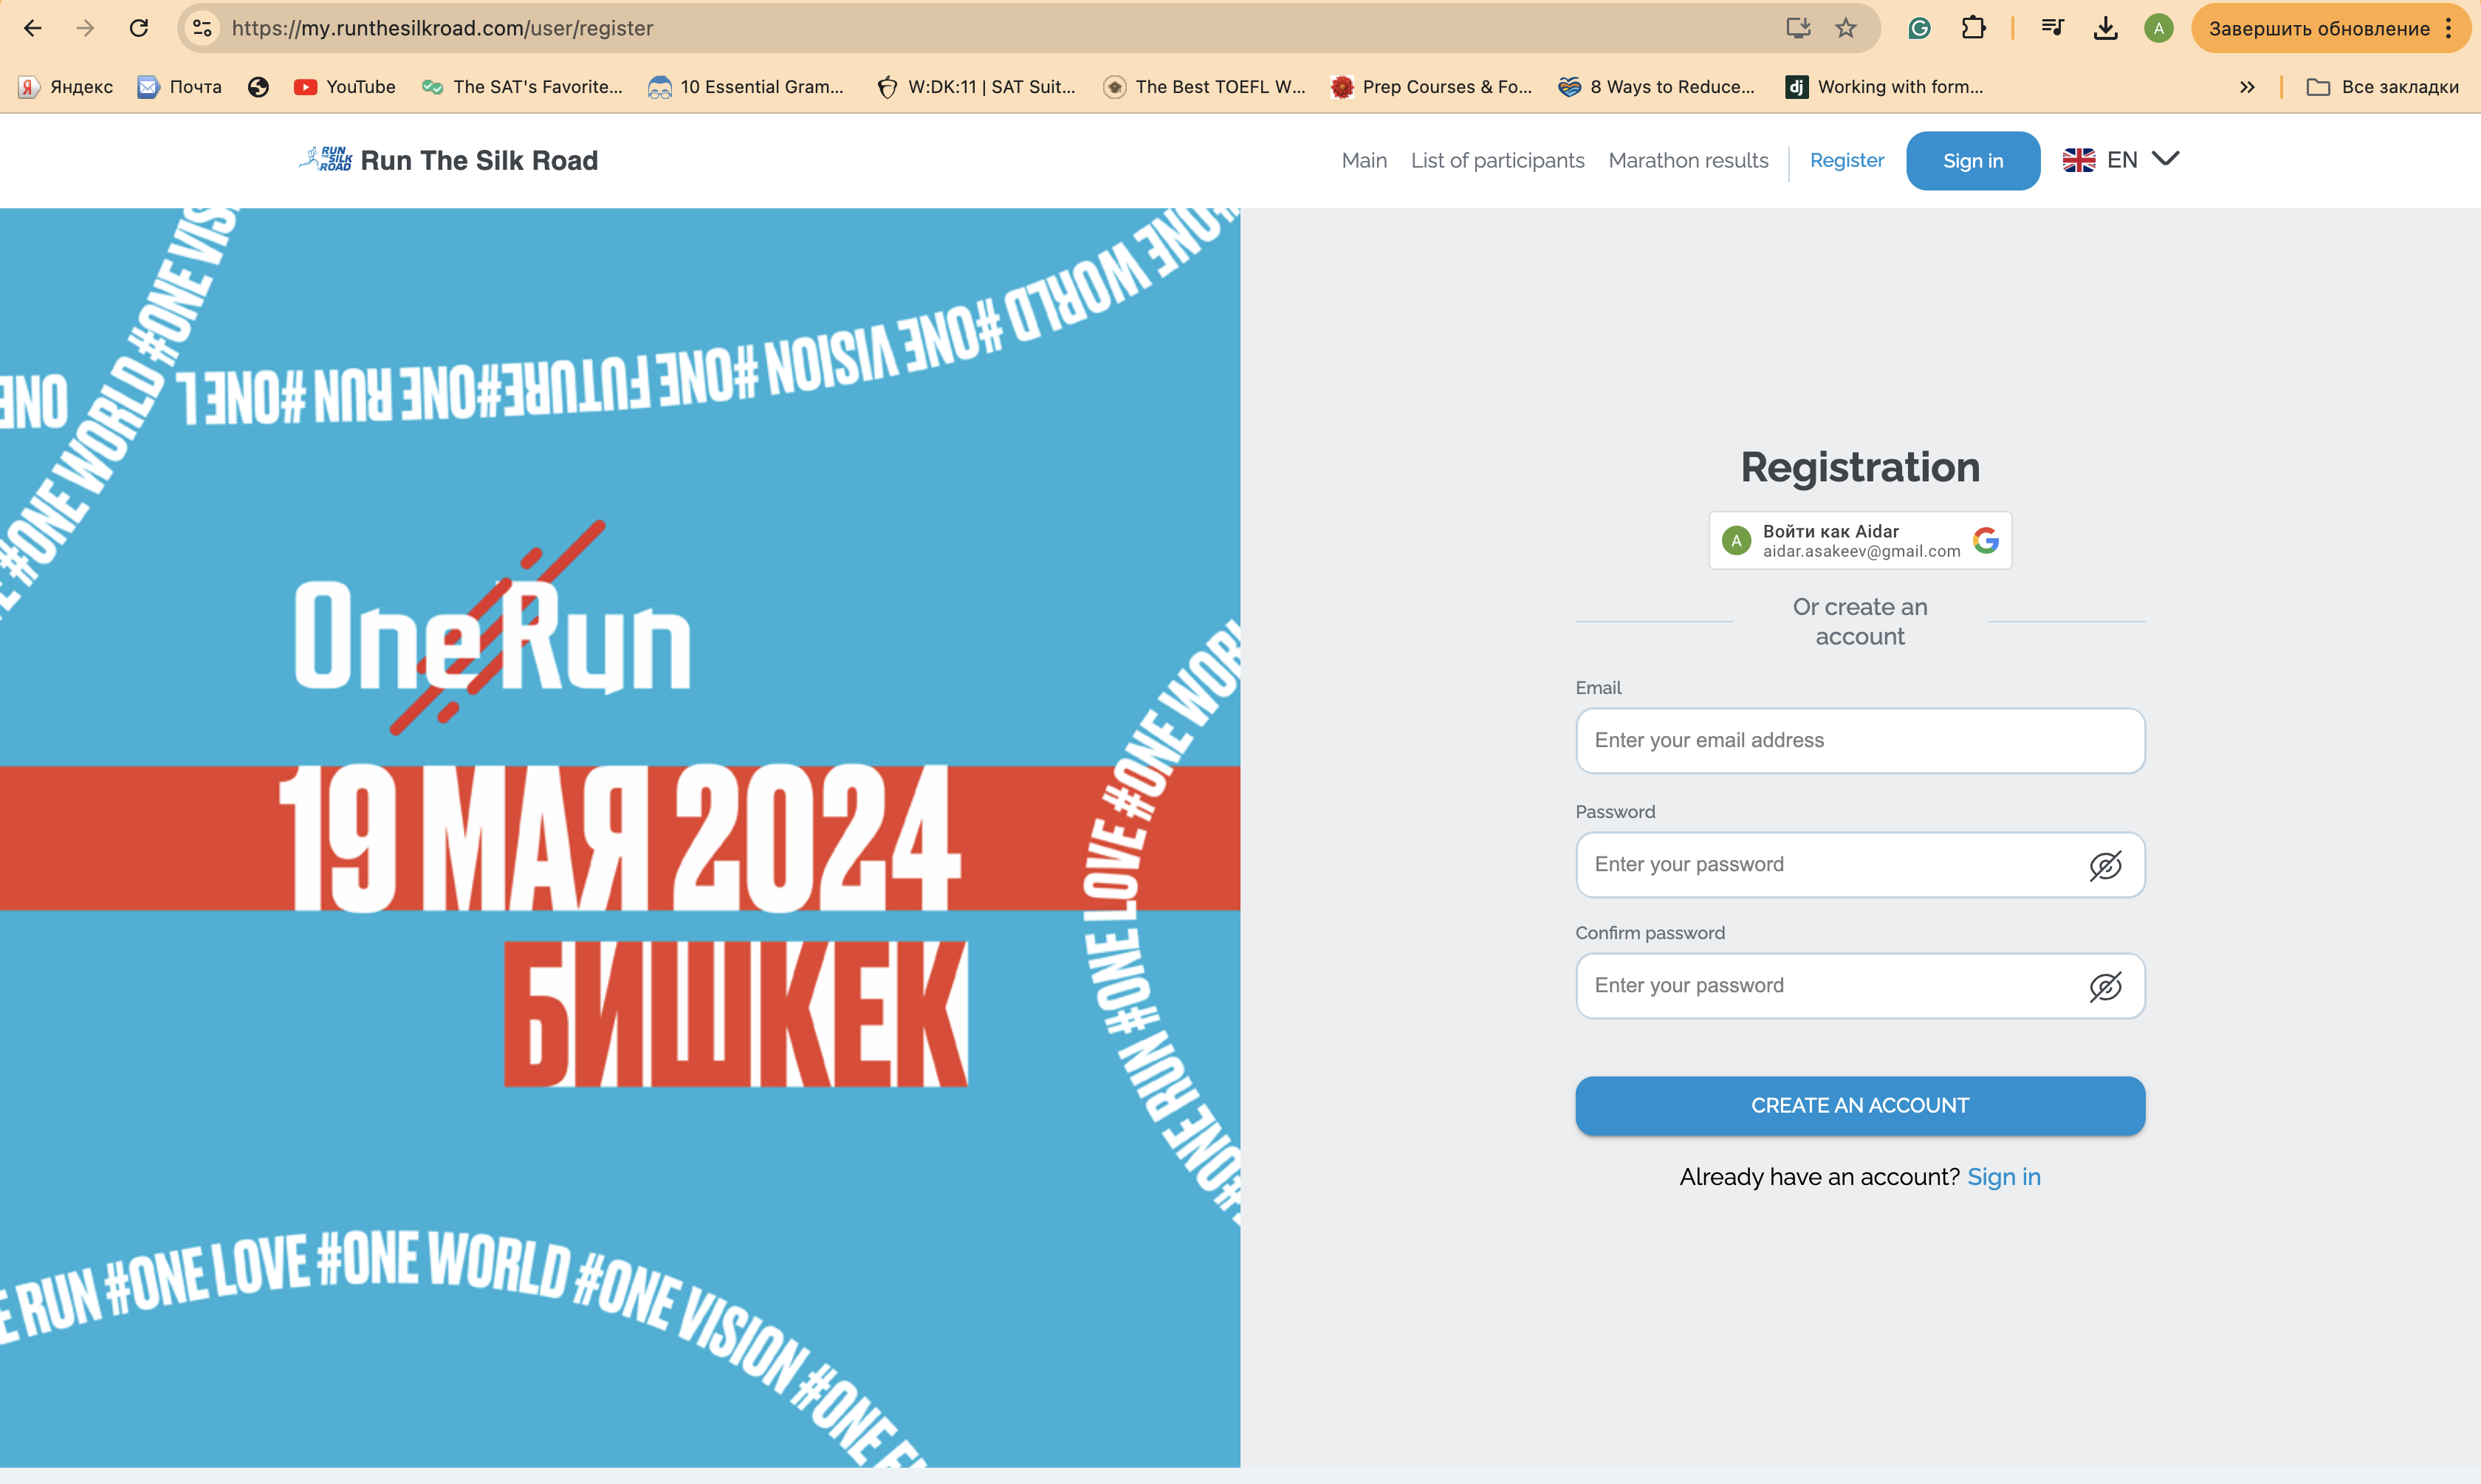 https://my.runthesilkroad.com/user/register
A
Завершить обновление
Яндекс
Почта
YouTube
The SAT's Favorite...
10 Essential Gram...
W:DK:11 | SAT Suit...
The Best TOEFL W...
Prep Courses & Fo...
8 Ways to Reduce...
dj Working with form...
Все закладки
RUN THE SILK ROAD
Run The Silk Road
Main
List of participants
Marathon results
Register
Sign in
EN
#ONE WORLD #ONE VIS
ONE
#ONE WORLD #ONE VISION #ONE FUTURE#ONE RUN #ONE L
OneRun
19 МАЯ 2024
БИШКЕК
#ONE RUN #ONE LOVE #ONE WOR
E RUN #ONE LOVE #ONE WORLD #ONE VISION #ONE F
Registration
A
Войти как Aidar
aidar.asakeev@gmail.com
Or create an
account
Email
Enter your email address
Password
Enter your password
Confirm password
Enter your password
CREATE AN ACCOUNT
Already have an account? Sign in